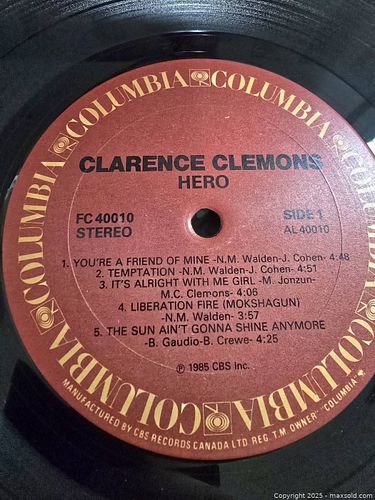 COLUMBIA COLUMBIA COLUMBIA COLUMBIA COLUMBIA COLUMBIA
CLARENCE CLEMONS
HERO
FC 40010 SIDE 1
STEREO AL 40010
1. YOU'RE A FRIEND OF MINE -N.M. Walden-J. Cohen- 4:48
2. TEMPTATION -N.M. Walden-J. Cohen- 4:51
3. IT'S ALRIGHT WITH ME GIRL -M. Jonzun-
M.C. Clemons- 4:06
4. LIBERATION FIRE (MOKSHAGUN)
-N.M. Walden- 3:57
5. THE SUN AIN'T GONNA SHINE ANYMORE
-B. Gaudio-B. Crewe- 4:25
℗ 1985 CBS Inc.
MANUFACTURED BY CBS RECORDS CANADA LTD REG. T.M. OWNER "COLUMBIA"
Copyright 2025 - maxsold.com